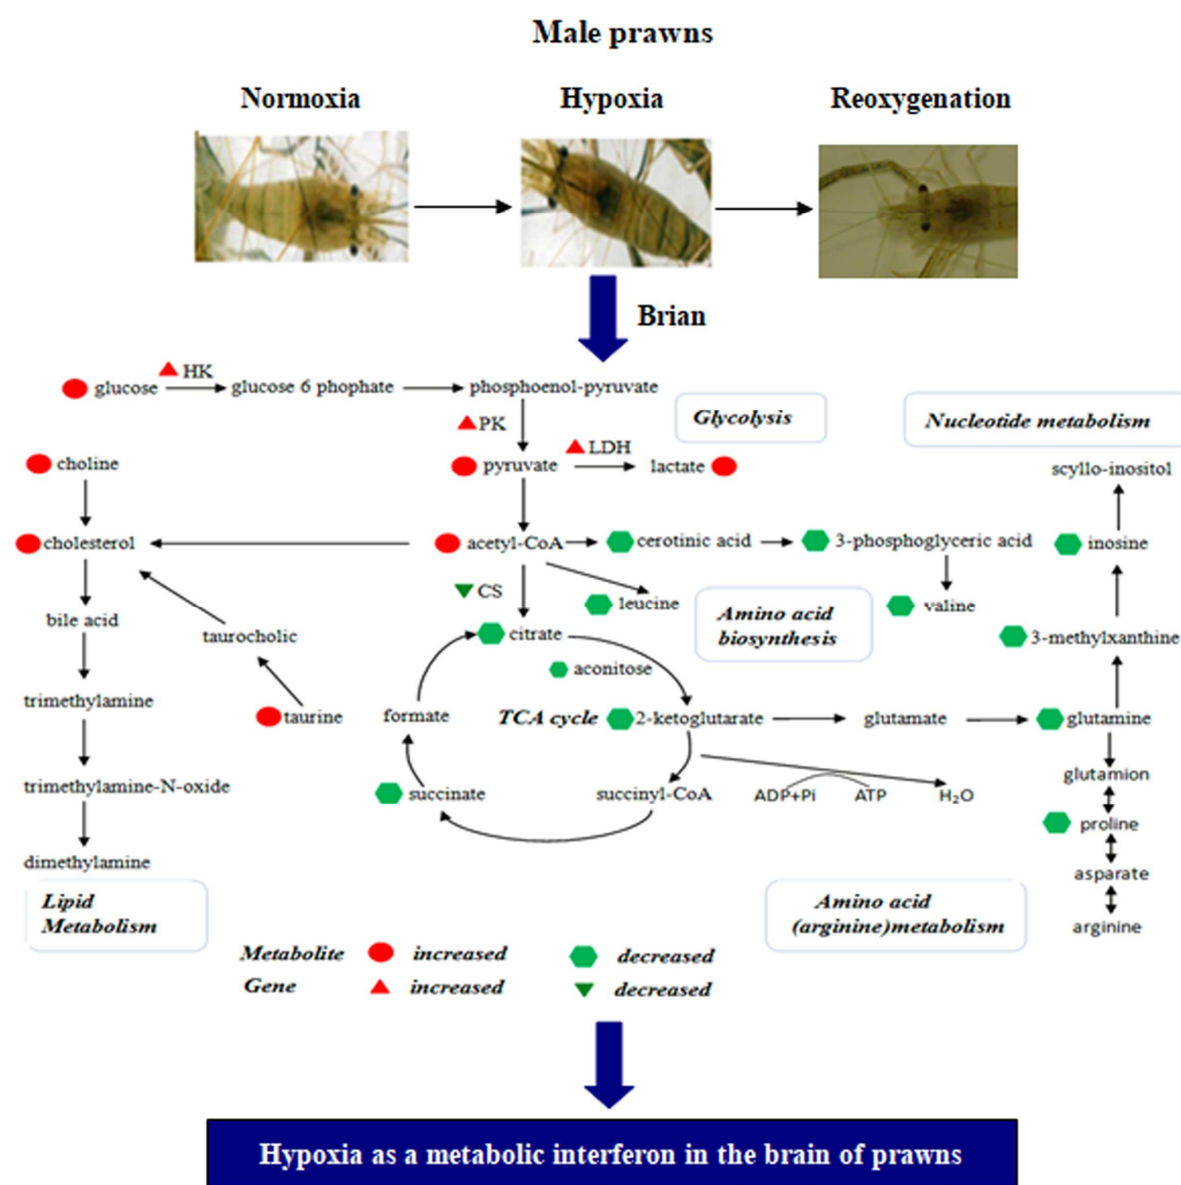 Male prawns
Normoxia
Hypoxia
Reoxygenation
Brian
glucose
HK
glucose 6 phophate
phosphoenol-pyruvate
PK
Glycolysis
Nucleotide metabolism
choline
pyruvate
LDH
lactate
scyllo-inositol
cholesterol
acetyl-CoA
cerotinic acid
3-phosphoglyceric acid
inosine
CS
leucine
Amino acid
biosynthesis
valine
bile acid
taurocholic
citrate
3-methylxanthine
aconitose
trimethylamine
taurine
formate
TCA cycle
2-ketoglutarate
glutamate
glutamine
glutamion
trimethylamine-N-oxide
succinate
succinyl-CoA
ADP+Pi
ATP
H₂O
proline
dimethylamine
asparate
Lipid
Metabolism
Amino acid
(arginine)metabolism
arginine
Metabolite increased decreased
Gene increased decreased
Hypoxia as a metabolic interferon in the brain of prawns